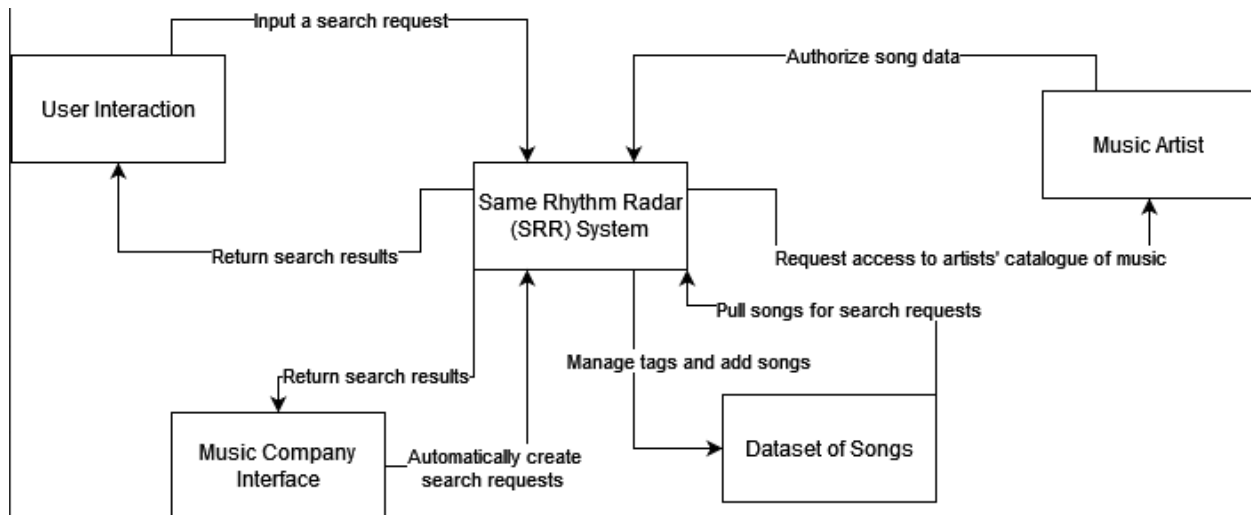 Input a search request
Authorize song data
User Interaction
Music Artist
Same Rhythm Radar
(SRR) System
Return search results
Request access to artists' catalogue of music
Pull songs for search requests
Manage tags and add songs
Return search results
Music Company
Interface
Automatically create
search requests
Dataset of Songs